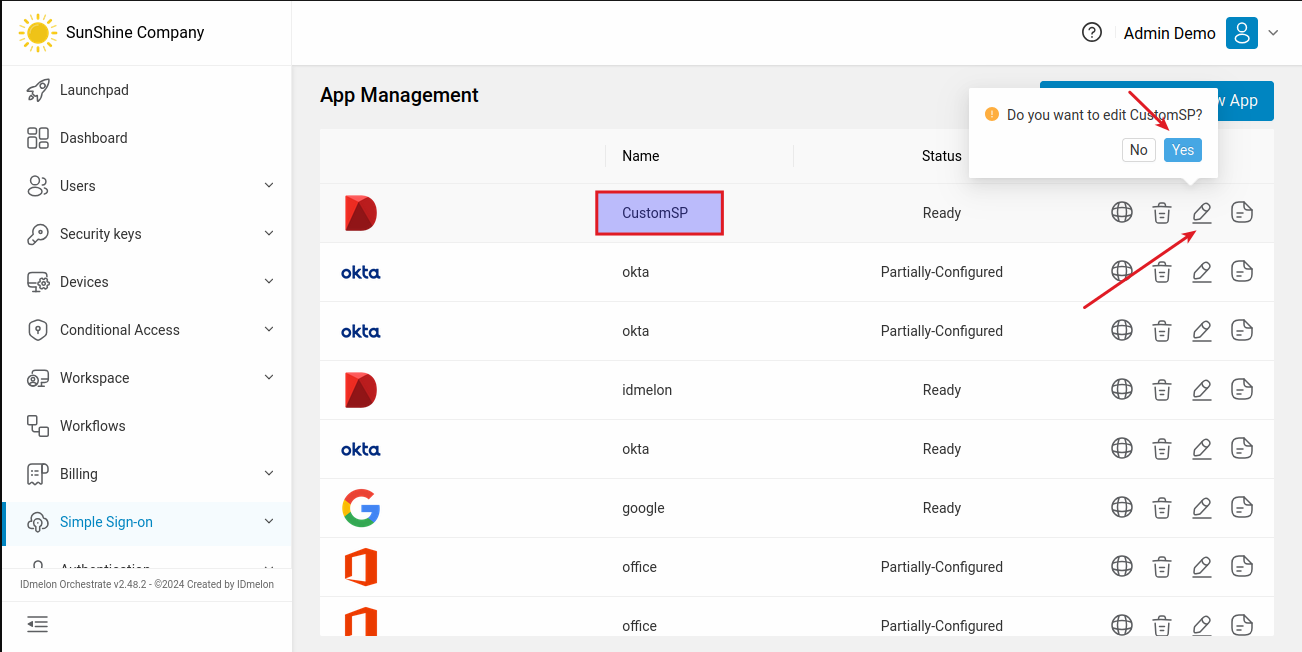 SunShine Company
Admin Demo
Launchpad
Dashboard
Users
Security keys
Devices
Conditional Access
Workspace
Workflows
Billing
Simple Sign-on
IDmelon Orchestrate v2.48.2 - ©2024 Created by IDmelon
App Management
App
Do you want to edit CustomSP?
No Yes
Name Status
CustomSP Ready
okta okta Partially-Configured
okta okta Partially-Configured
idmelon Ready
okta okta Ready
google Ready
office Partially-Configured
office Partially-Configured